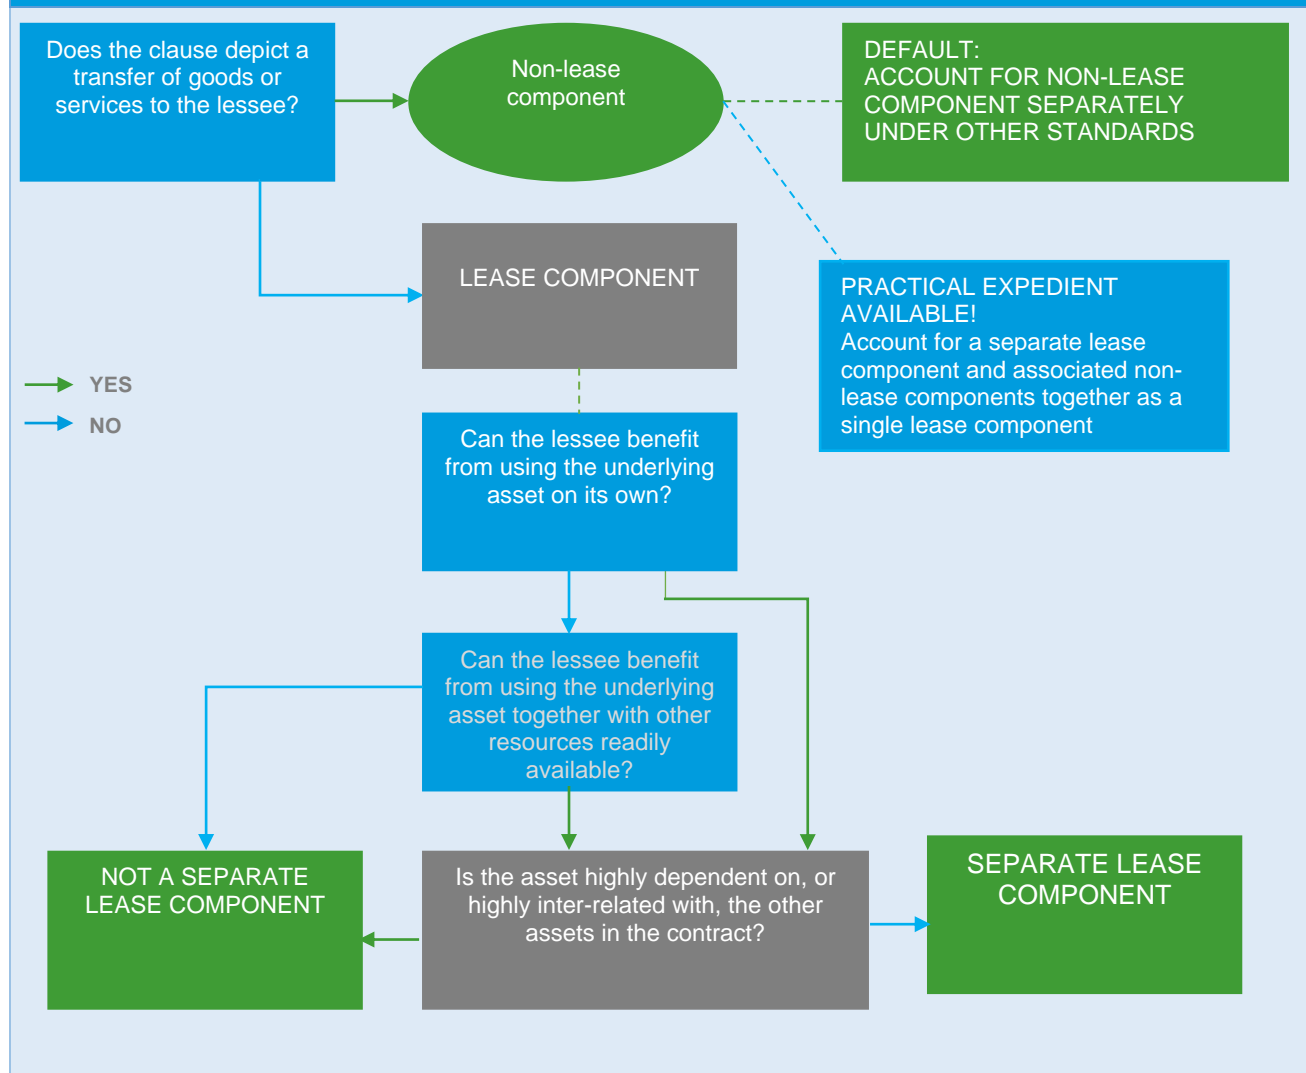 Does the clause depict a
transfer of goods or
services to the lessee?
Non-lease
component
DEFAULT:
ACCOUNT FOR NON-LEASE
COMPONENT SEPARATELY
UNDER OTHER STANDARDS
LEASE COMPONENT
PRACTICAL EXPEDIENT
AVAILABLE!
Account for a separate lease
component and associated non-
lease components together as a
single lease component
YES
NO
Can the lessee benefit
from using the underlying
asset on its own?
Can the lessee benefit
from using the underlying
asset together with other
resources readily
available?
NOT A SEPARATE
LEASE COMPONENT
Is the asset highly dependent on, or
highly inter-related with, the other
assets in the contract?
SEPARATE LEASE
COMPONENT